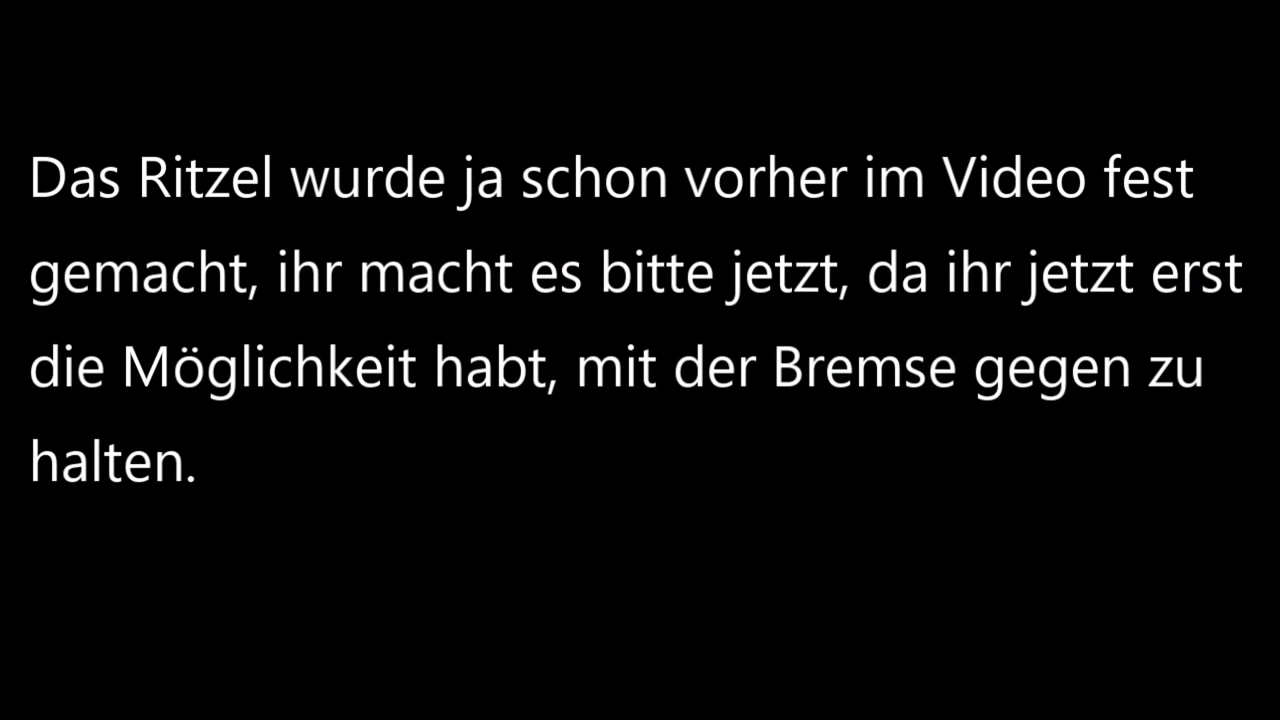 Das Ritzel wurde ja schon vorher im Video fest
gemacht, ihr macht es bitte jetzt, da ihr jetzt erst
die Möglichkeit habt, mit der Bremse gegen zu
halten.